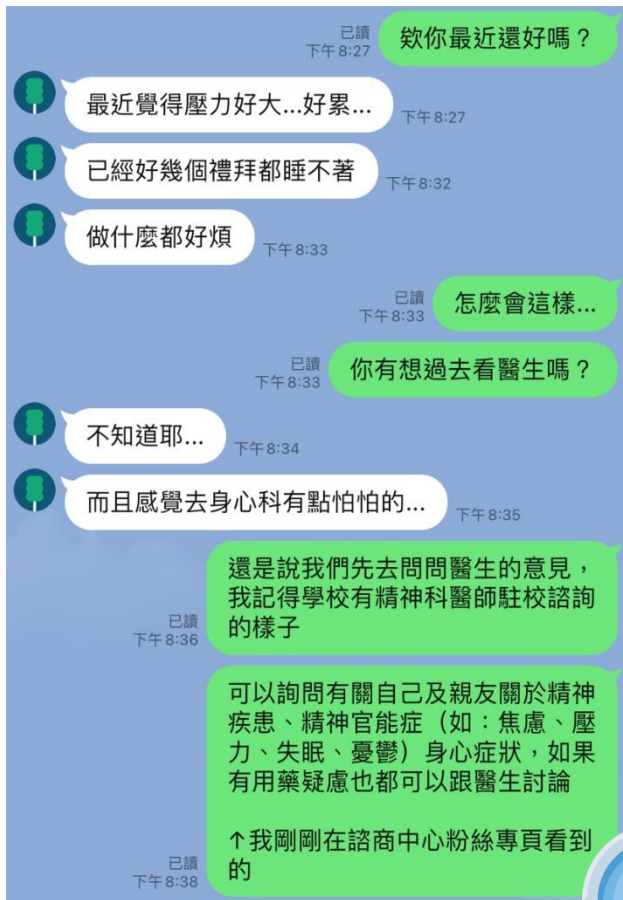 已讀
下午 8:27
欸你最近還好嗎？
最近覺得壓力好大...好累...
下午 8:27
已經好幾個禮拜都睡不著
下午 8:32
做什麼都好煩
下午 8:33
已讀
下午 8:33
怎麼會這樣...
已讀
下午 8:33
你有想過去看醫生嗎？
不知道耶...
下午 8:34
而且感覺去身心科有點怕怕的...
下午 8:35
還是說我們先去問問醫生的意見，
我記得學校有精神科醫師駐校諮詢
的樣子
已讀
下午 8:36
可以詢問有關自己及親友關於精神
疾患、精神官能症（如：焦慮、壓
力、失眠、憂鬱）身心症狀，如果
有用藥疑慮也都可以跟醫生討論
↑我剛剛在諮商中心粉絲專頁看到
的
已讀
下午 8:38